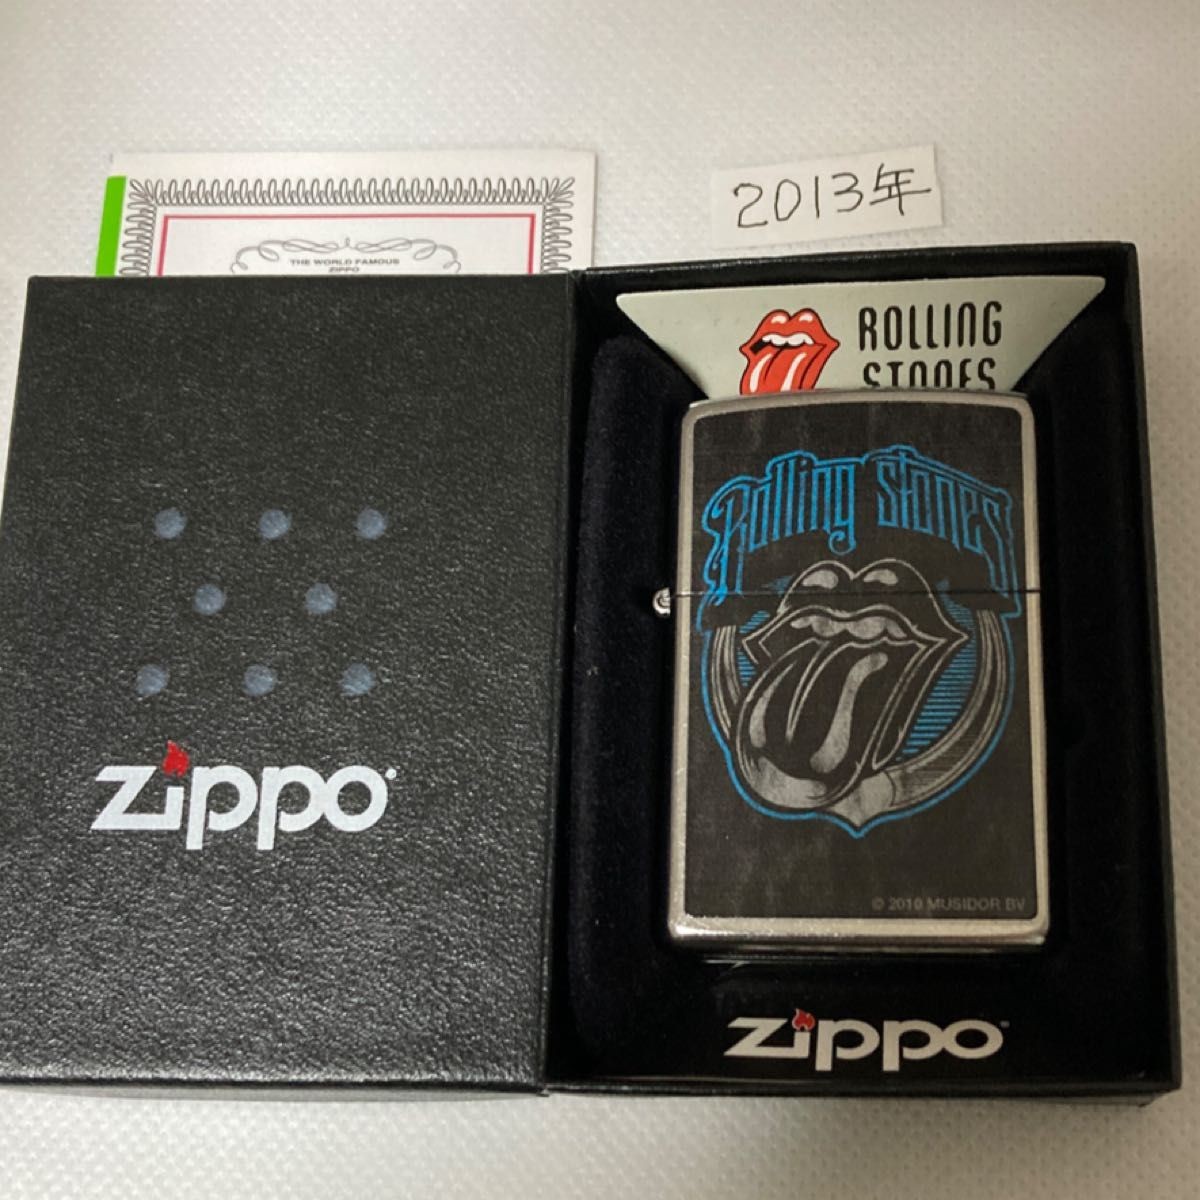 2013年
THE WORLD FAMOUS
ZIPPO
ROLLING
STONES
Rolling Stones
© 2010 MUSIDOR BV
zippo
zippo